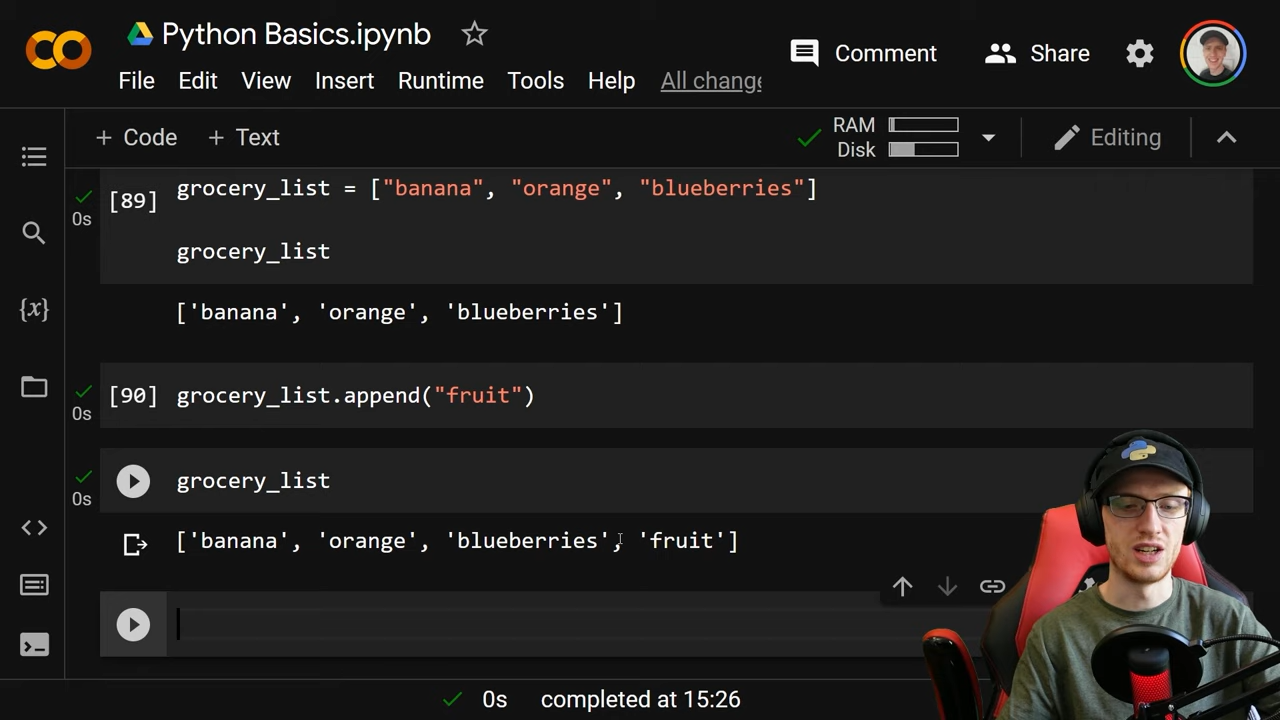 Python Basics.ipynb
Comment
Share
File Edit View Insert Runtime Tools Help All change
+ Code + Text
RAM
Disk
Editing
[89] grocery_list = ["banana", "orange", "blueberries"]
0s
grocery_list
['banana', 'orange', 'blueberries']
[90] grocery_list.append("fruit")
0s
grocery_list
0s
['banana', 'orange', 'blueberries', 'fruit']
{x}
0s completed at 15:26